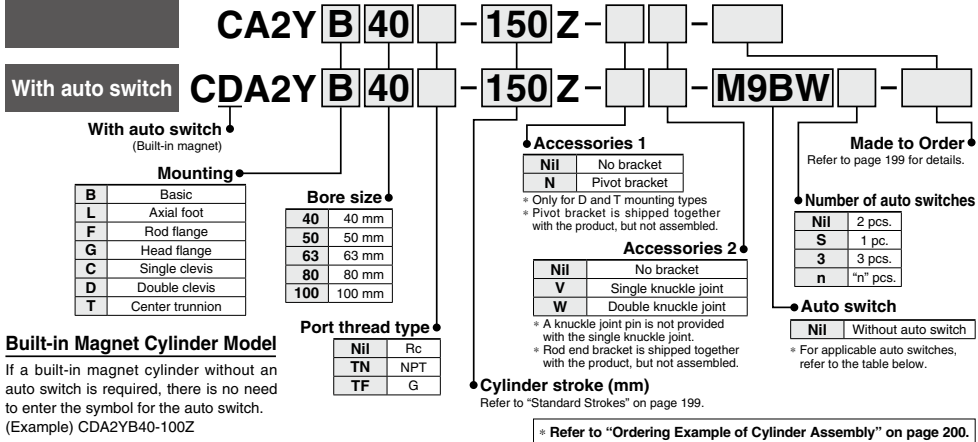 CA2Y B 40 - 150 Z - -
With auto switch CDA2Y B 40 - 150 Z - - M9BW -
With auto switch
(Built-in magnet)
Mounting
B Basic
L Axial foot
F Rod flange
G Head flange
C Single clevis
D Double clevis
T Center trunnion
Built-in Magnet Cylinder Model
If a built-in magnet cylinder without an
auto switch is required, there is no need
to enter the symbol for the auto switch.
(Example) CDA2YB40-100Z
Bore size
40 40 mm
50 50 mm
63 63 mm
80 80 mm
100 100 mm
Port thread type
Nil Rc
TN NPT
TF G
Accessories 1
Nil No bracket
N Pivot bracket
∗ Only for D and T mounting types
∗ Pivot bracket is shipped together
with the product, but not assembled.
Accessories 2
Nil No bracket
V Single knuckle joint
W Double knuckle joint
∗ A knuckle joint pin is not provided
with the single knuckle joint.
∗ Rod end bracket is shipped together
with the product, but not assembled.
Cylinder stroke (mm)
Refer to "Standard Strokes" on page 199.
Made to Order
Refer to page 199 for details.
Number of auto switches
Nil 2 pcs.
S 1 pc.
3 3 pcs.
n "n" pcs.
Auto switch
Nil Without auto switch
∗ For applicable auto switches,
refer to the table below.
∗ Refer to "Ordering Example of Cylinder Assembly" on page 200.